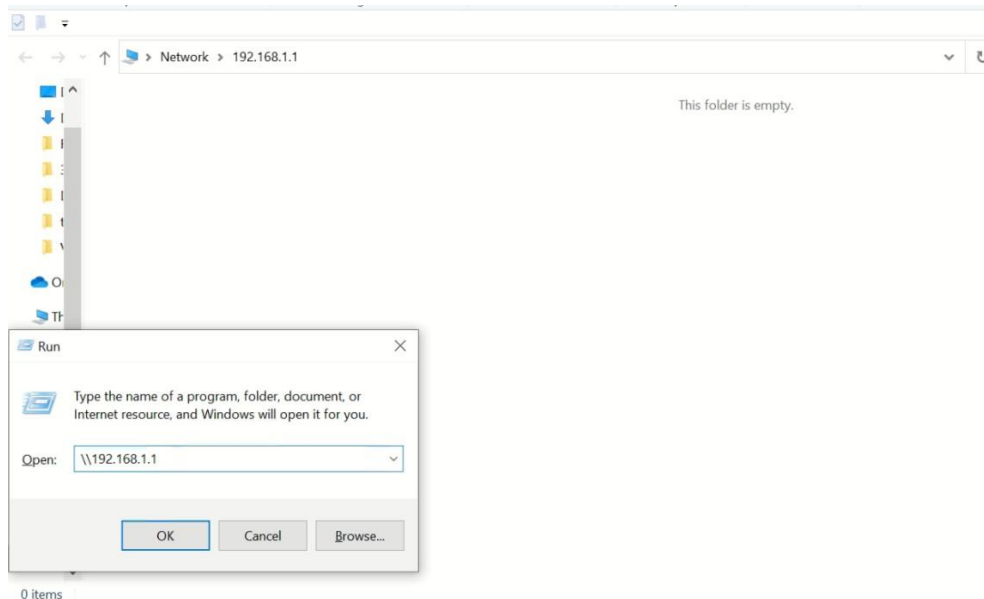 Network > 192.168.1.1
This folder is empty.
Run
Type the name of a program, folder, document, or
Internet resource, and Windows will open it for you.
Open: \\192.168.1.1
OK Cancel Browse...
0 items